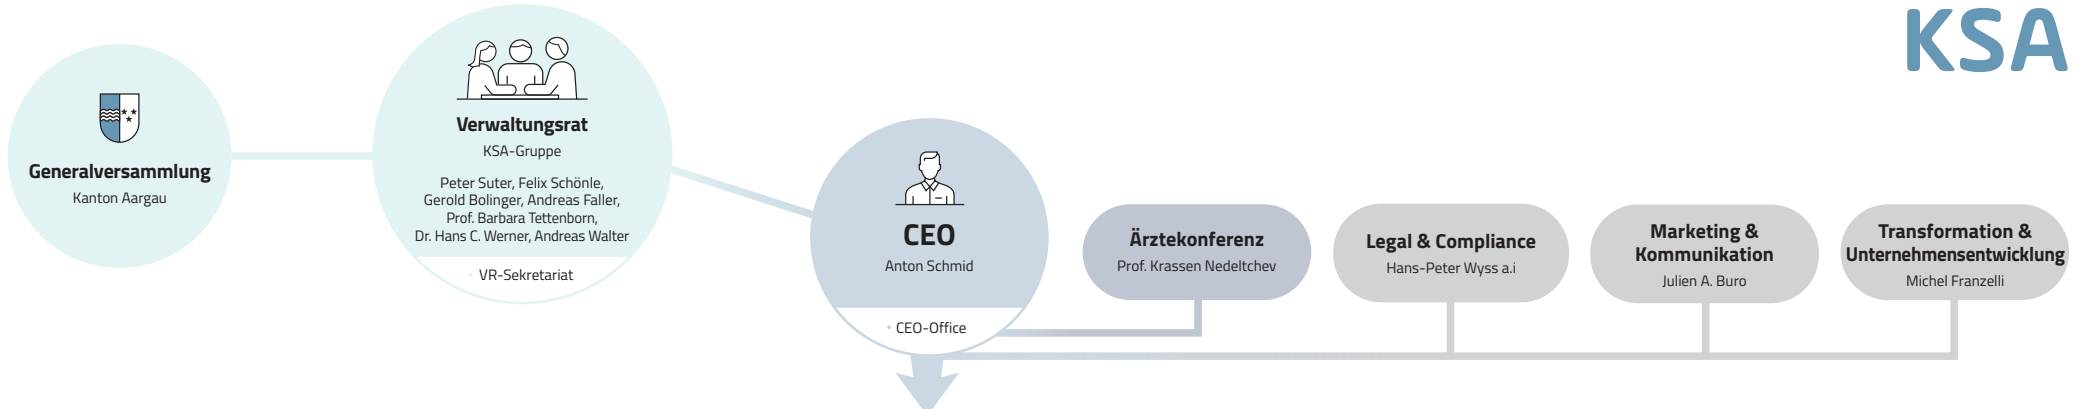 KSA
Generalversammlung
Kanton Aargau
Verwaltungsrat
KSA-Gruppe
Peter Suter, Felix Schönle,
Gerold Bolinger, Andreas Faller,
Prof. Barbara Tettenborn,
Dr. Hans C. Werner, Andreas Walter
• VR-Sekretariat
CEO
Anton Schmid
• CEO-Office
Ärztekonferenz
Prof. Krassen Nedeltchev
Legal & Compliance
Hans-Peter Wyss a.i
Marketing &
Kommunikation
Julien A. Buro
Transformation &
Unternehmensentwicklung
Michel Franzelli